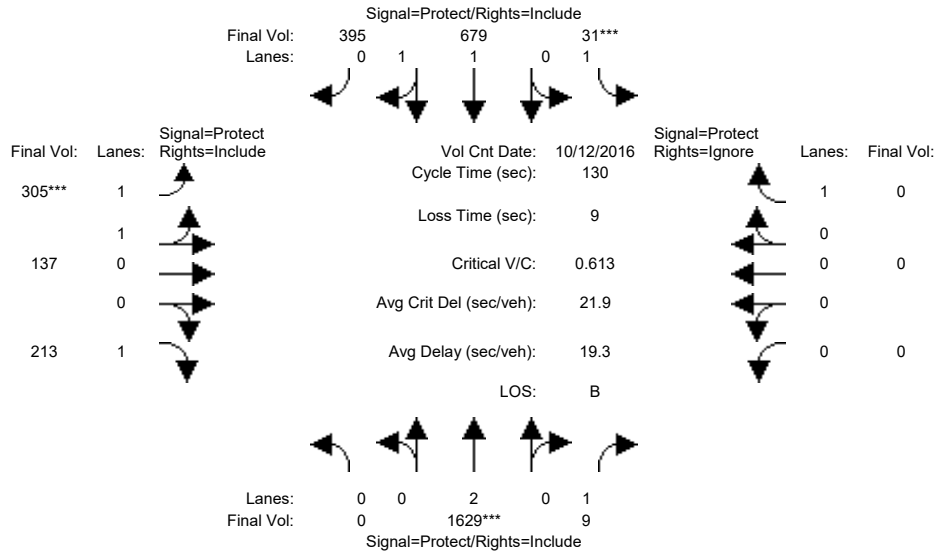 Signal=Protect/Rights=Include
Final Vol: 395 679 31***
Lanes: 0 1 1 0 1
Signal=Protect Signal=Protect
Final Vol: Lanes: Rights=Include Vol Cnt Date: 10/12/2016 Rights=Ignore Lanes: Final Vol:
Cycle Time (sec): 130
305*** 1 1 0
Loss Time (sec): 9
1 0
137 0 Critical V/C: 0.613 0 0
0 Avg Crit Del (sec/veh): 21.9 0
213 1 Avg Delay (sec/veh): 19.3 0 0
LOS: B
Lanes: 0 0 2 0 1
Final Vol: 0 1629*** 9
Signal=Protect/Rights=Include